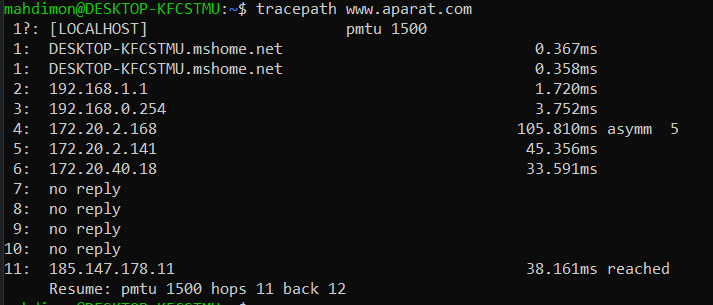 mahdimon@DESKTOP-KFCSTMU:~$ tracepath www.aparat.com
 1?: [LOCALHOST]                      pmtu 1500
 1:  DESKTOP-KFCSTMU.mshome.net                            0.367ms
 1:  DESKTOP-KFCSTMU.mshome.net                            0.358ms
 2:  192.168.1.1                                           1.720ms
 3:  192.168.0.254                                         3.752ms
 4:  172.20.2.168                                        105.810ms asymm  5
 5:  172.20.2.141                                         45.356ms
 6:  172.20.40.18                                         33.591ms
 7:  no reply
 8:  no reply
 9:  no reply
10:  no reply
11:  185.147.178.11                                       38.161ms reached
     Resume: pmtu 1500 hops 11 back 12